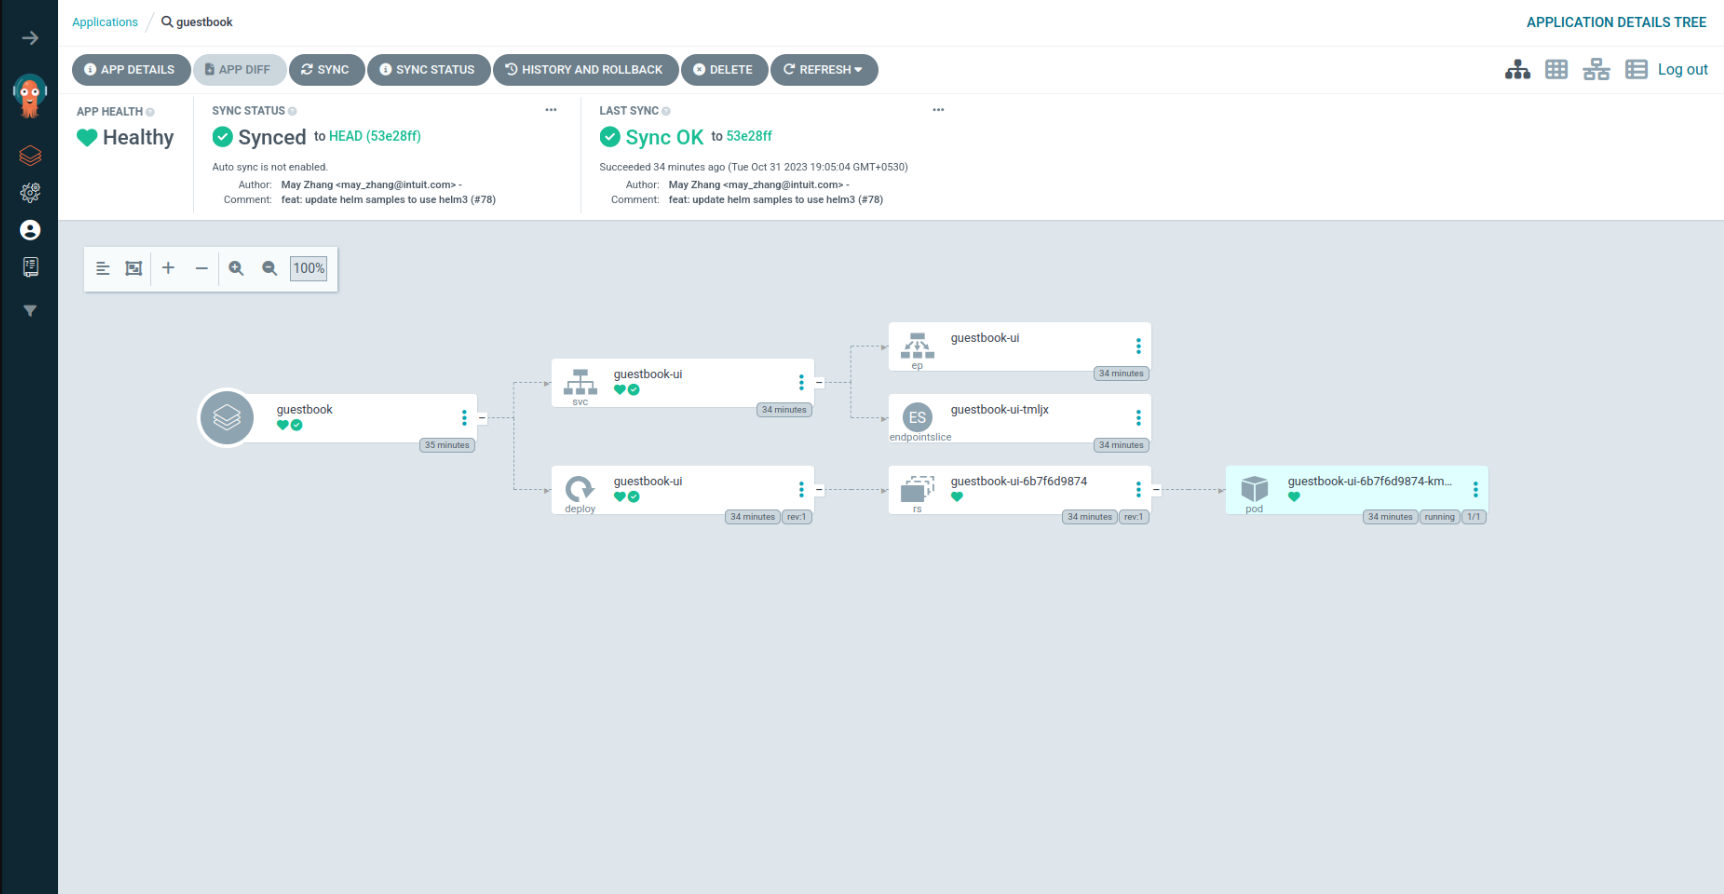 Applications / guestbook
APPLICATION DETAILS TREE
APP DETAILS
APP DIFF
SYNC
SYNC STATUS
HISTORY AND ROLLBACK
DELETE
REFRESH
Log out
APP HEALTH
Healthy
SYNC STATUS
Synced to HEAD (53e28ff)
Auto sync is not enabled.
Author: May Zhang <may_zhang@intuit.com> -
Comment: feat: update helm samples to use helm3 (#78)
LAST SYNC
Sync OK to 53e28ff
Succeeded 34 minutes ago (Tue Oct 31 2023 19:05:04 GMT+0530)
Author: May Zhang <may_zhang@intuit.com> -
Comment: feat: update helm samples to use helm3 (#78)
100%
guestbook
35 minutes
guestbook-ui
svc
34 minutes
guestbook-ui
deploy
34 minutes rev:1
guestbook-ui
ep
34 minutes
ES
guestbook-ui-tmljx
endpointslice
34 minutes
guestbook-ui-6b7f6d9874
rs
34 minutes rev:1
guestbook-ui-6b7f6d9874-km...
pod
34 minutes running 1/1